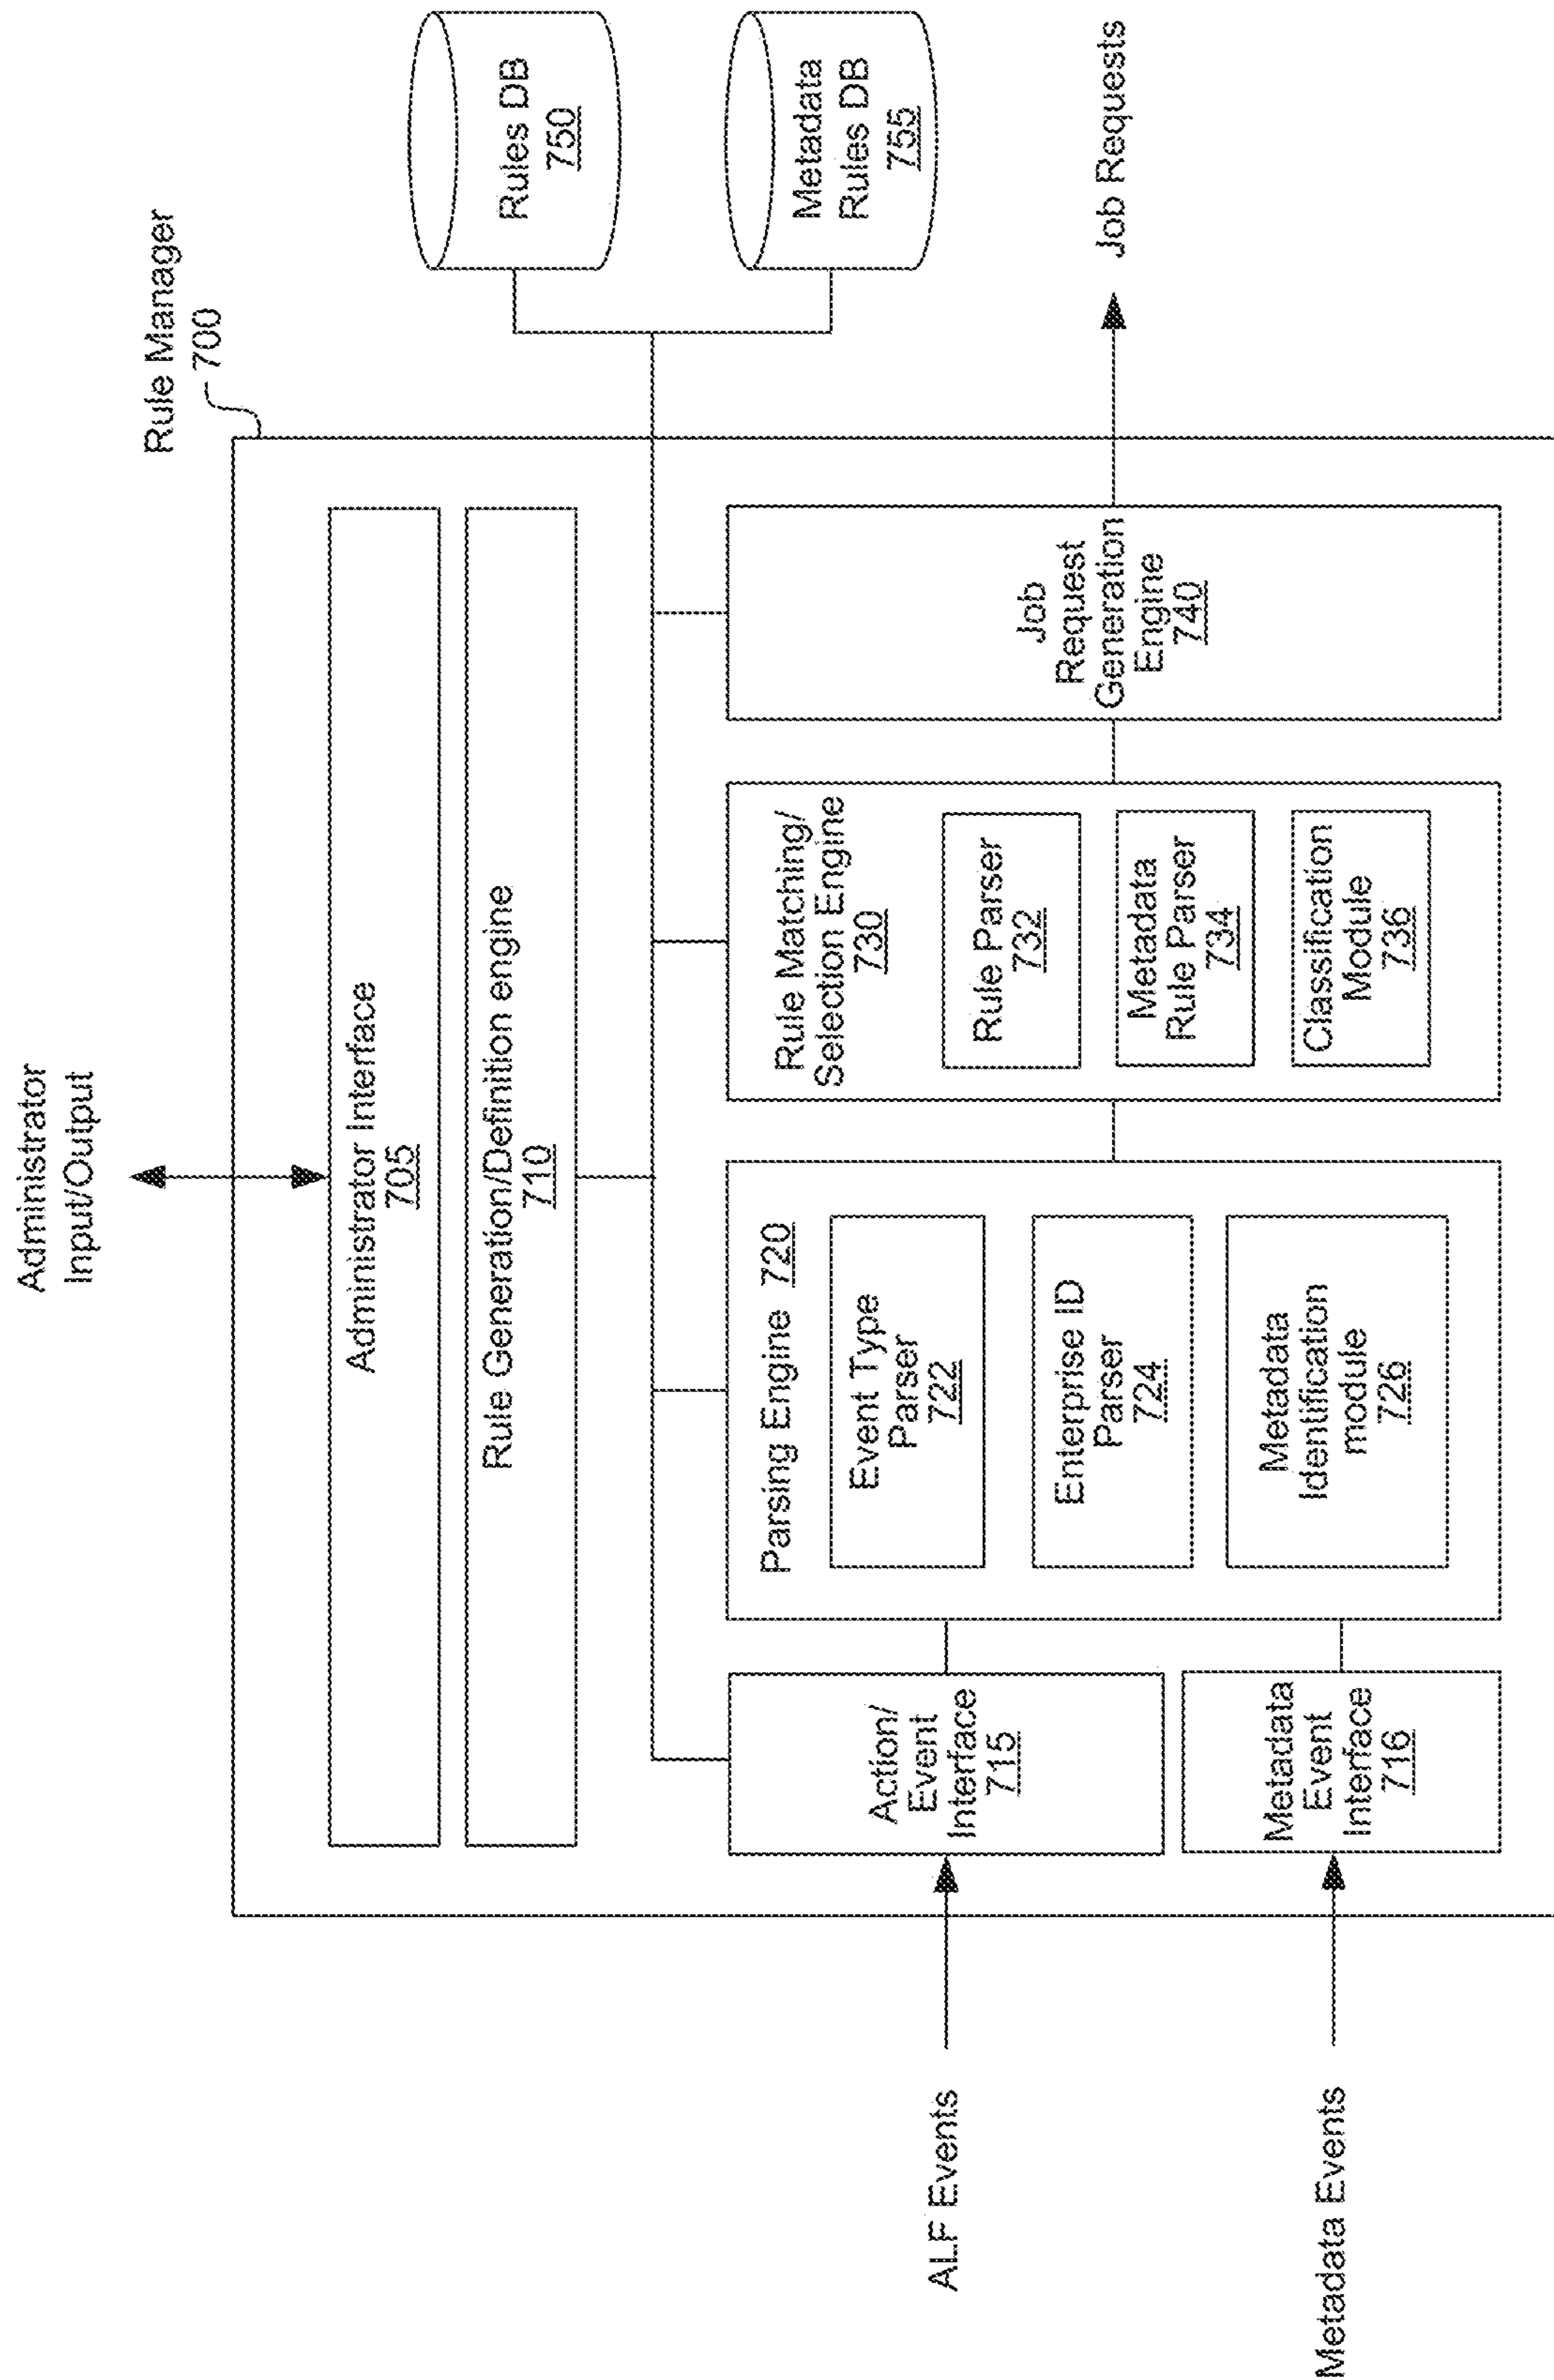 Administrator
Input/Output
Rule Manager
700
Administrator Interface
705
Rule Generation/Definition engine
710
Rules DB
750
Metadata
Rules DB
755
ALF Events
Metadata Events
Action/
Event
Interface
715
Metadata
Event
Interface
716
Parsing Engine 720
Event Type
Parser
722
Enterprise ID
Parser
724
Metadata
Identification
module
726
Rule Matching/
Selection Engine
730
Rule Parser
732
Metadata
Rule Parser
734
Classification
Module
736
Job
Request
Generation
Engine
740
Job Requests